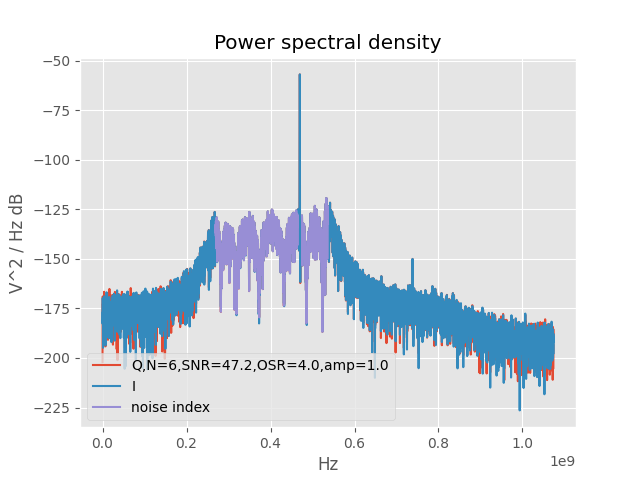 Power spectral density
V^2 / Hz dB
−50
−75
−100
−125
−150
−175
−200
−225
Q,N=6,SNR=47.2,OSR=4.0,amp=1.0
I
noise index
0.0 0.2 0.4 0.6 0.8 1.0
1e9
Hz